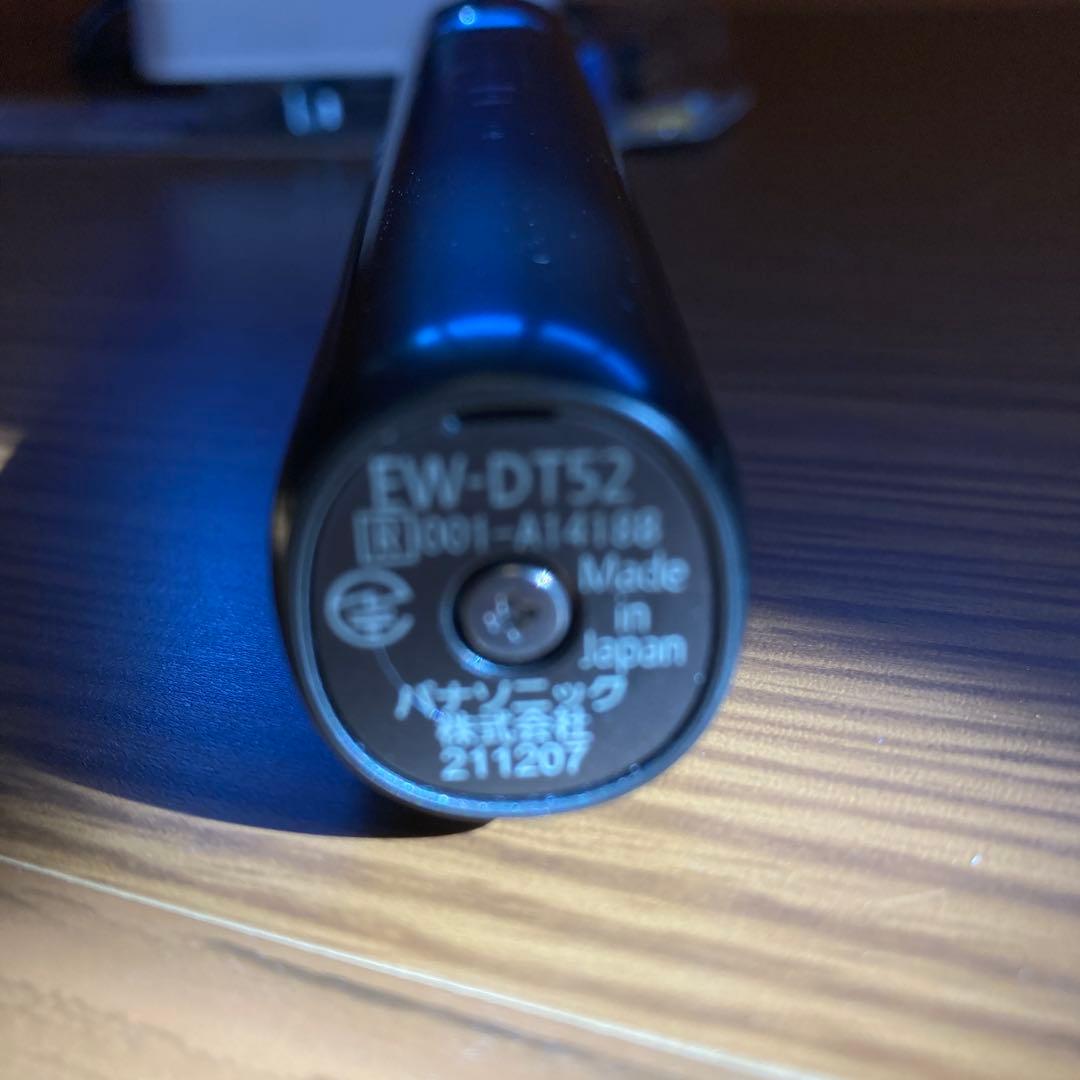 EW-DT52
R 001-A14188
Made
in
Japan
パナソニック
株式会社
211207